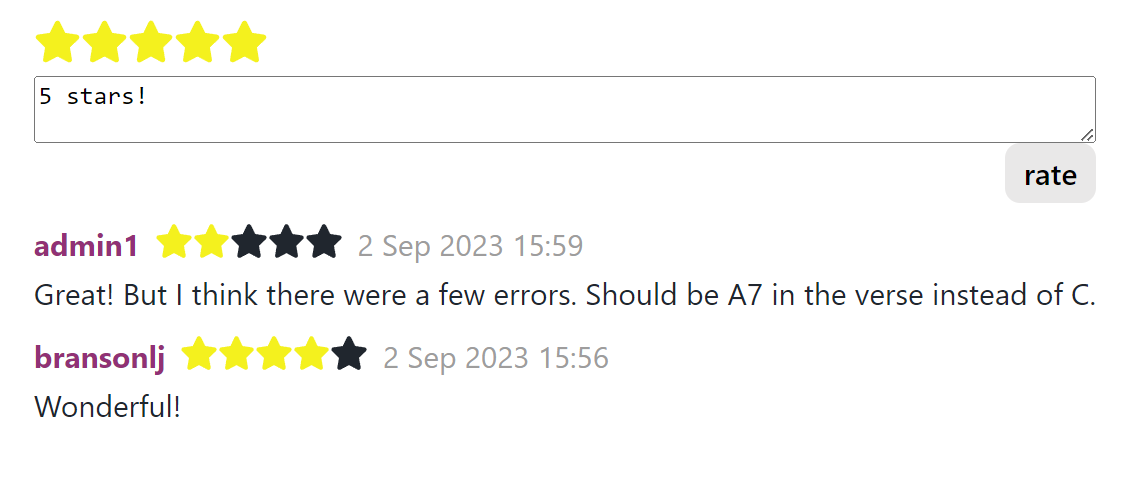 5 stars!
rate
admin1 2 Sep 2023 15:59
Great! But I think there were a few errors. Should be A7 in the verse instead of C.
bransonlj 2 Sep 2023 15:56
Wonderful!